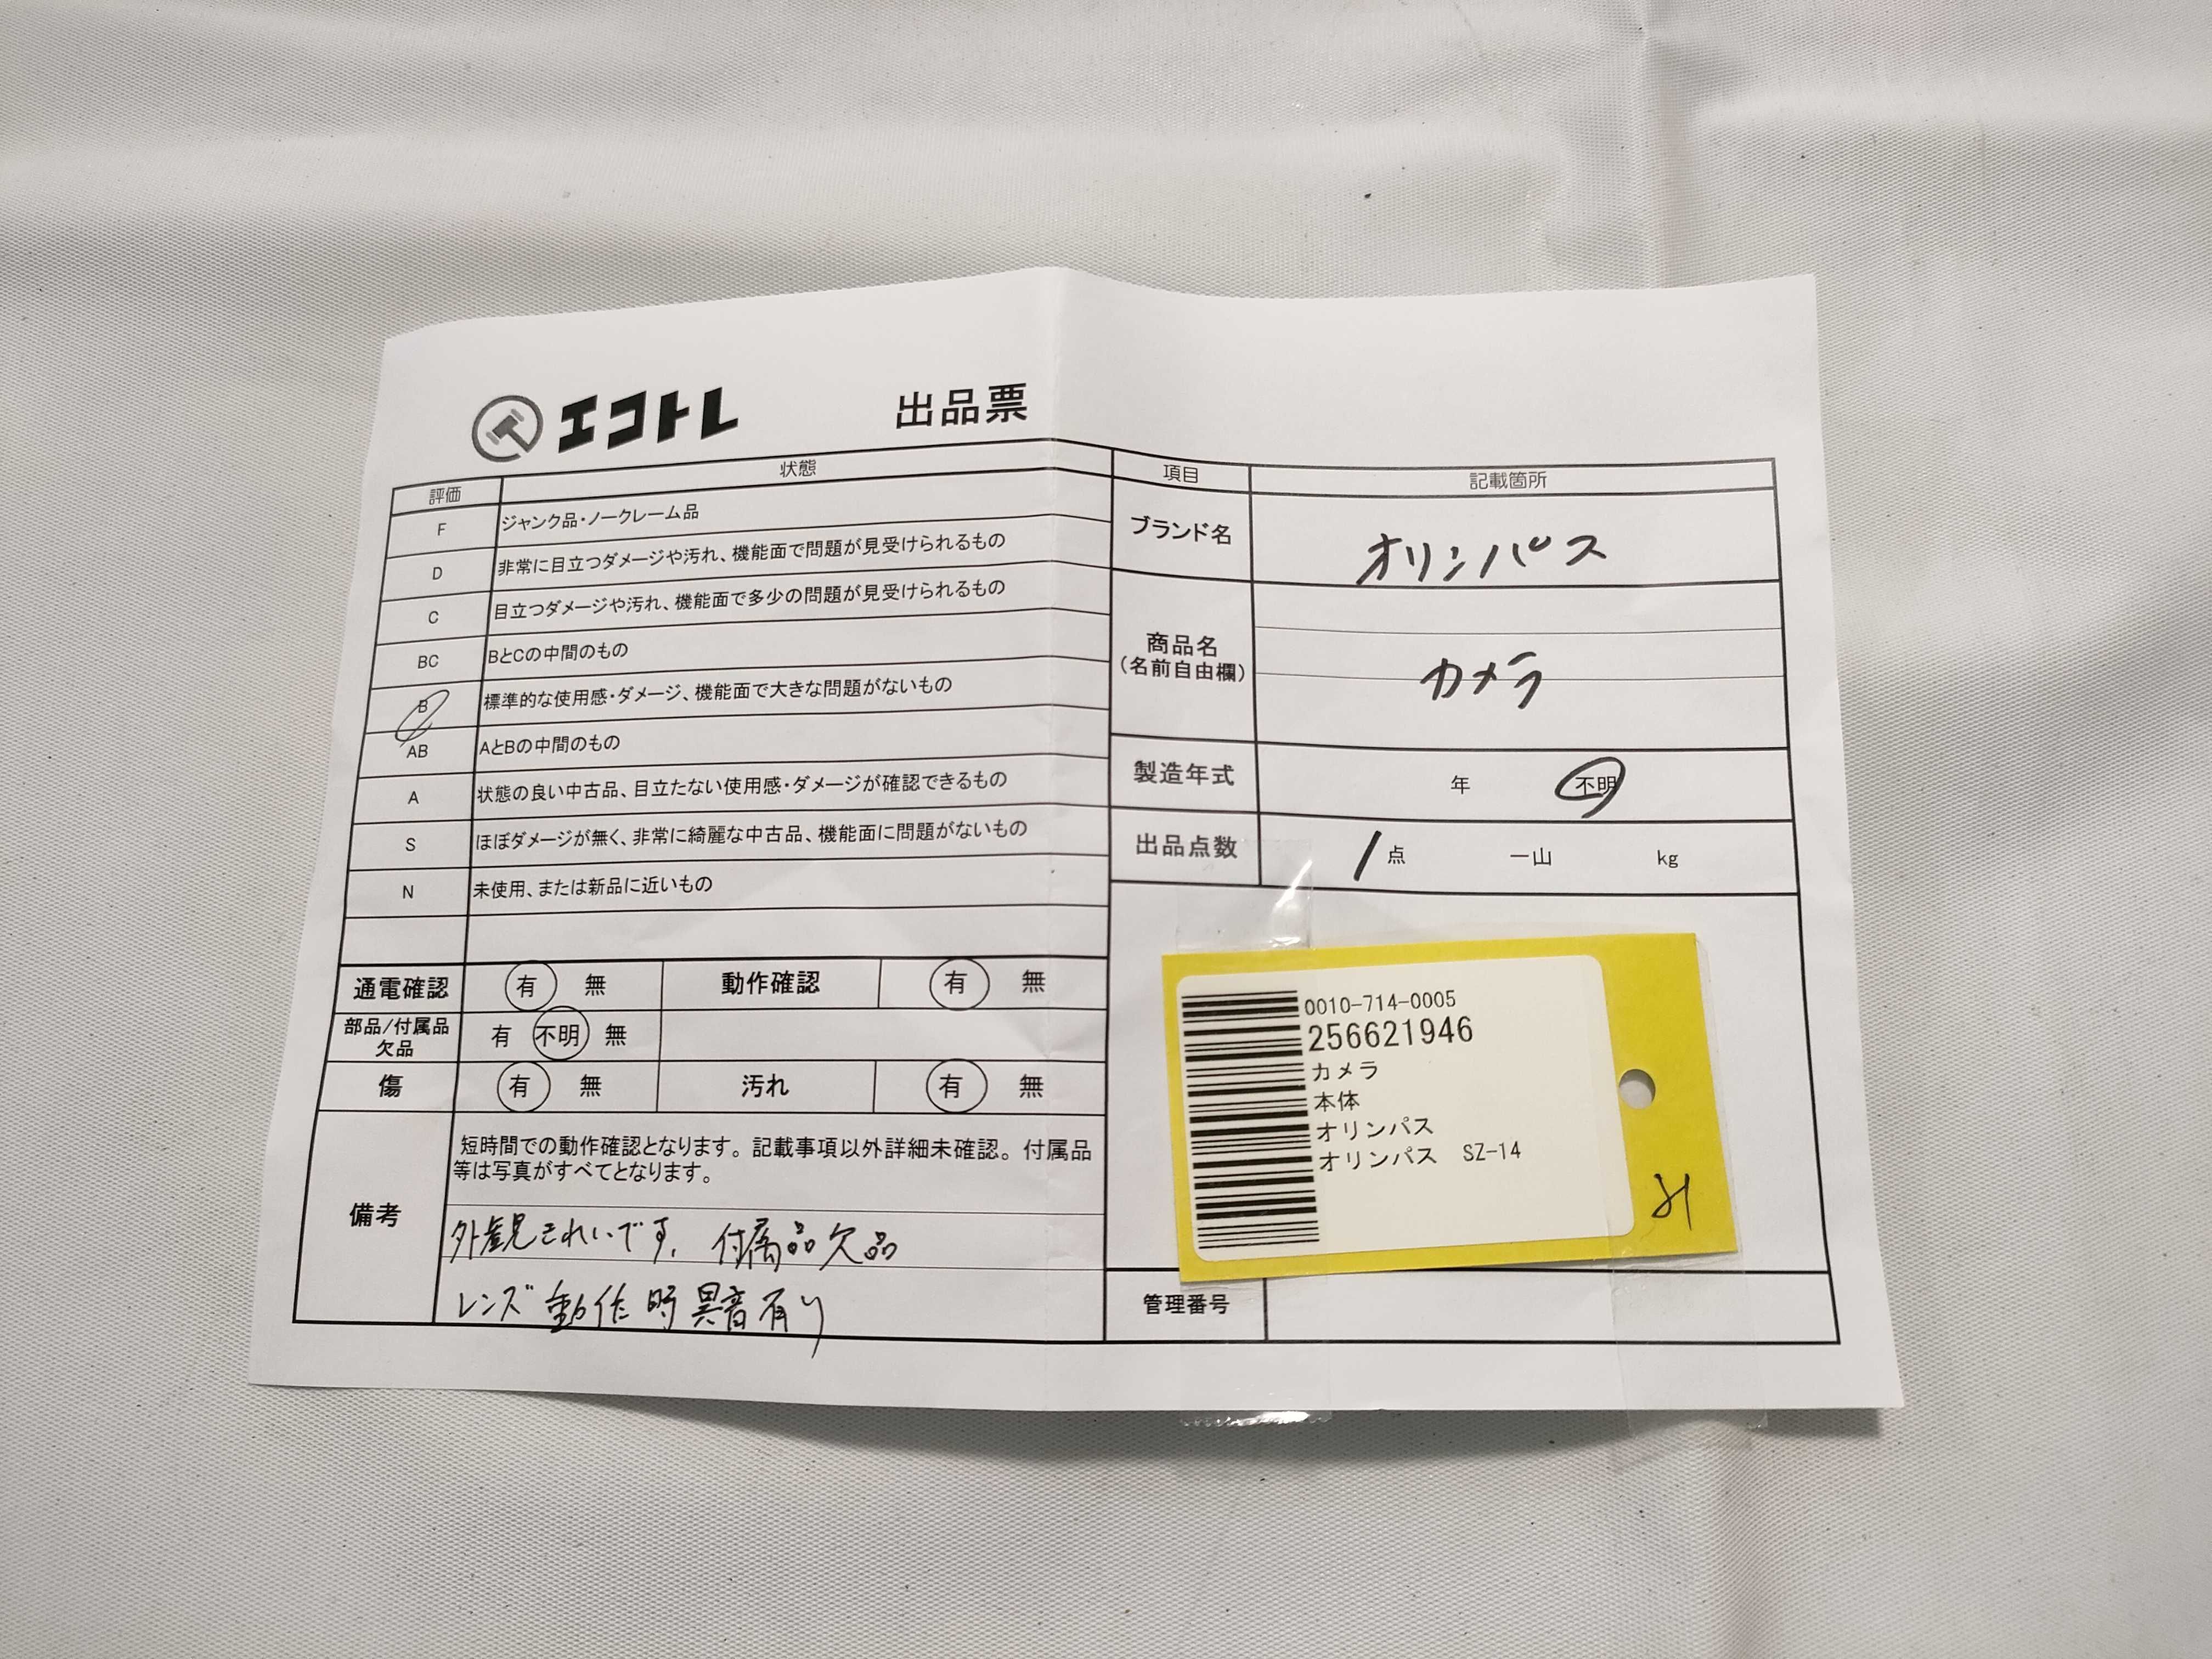 エコトレ 出品票
評価 状態
F ジャンク品・ノークレーム品
D 非常に目立つダメージや汚れ、機能面で問題が見受けられるもの
C 目立つダメージや汚れ、機能面で多少の問題が見受けられるもの
BC BとCの中間のもの
B 標準的な使用感・ダメージ、機能面で大きな問題がないもの
AB AとBの中間のもの
A 状態の良い中古品、目立たない使用感・ダメージが確認できるもの
S ほぼダメージが無く、非常に綺麗な中古品、機能面に問題がないもの
N 未使用、または新品に近いもの
通電確認 有 無 動作確認 有 無
部品/付属品
欠品 有 不明 無
傷 有 無 汚れ 有 無
備考
短時間での動作確認となります。記載事項以外詳細未確認。付属品
等は写真がすべてとなります。
外観きれいです、付属品欠品
レンズ動作時異音有り
項目 記載箇所
ブランド名 オリンパス
商品名
(名前自由欄) カメラ
製造年式 年 不明
出品点数 1点 一山 kg
0010-714-0005
256621946
カメラ
本体
オリンパス
オリンパス SZ-14
管理番号